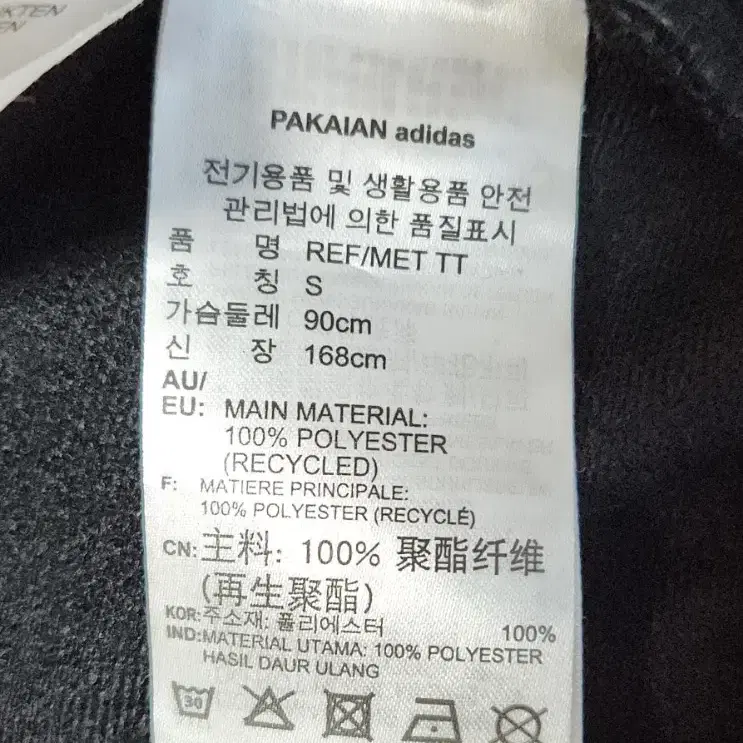 KTEN
EN
PAKAIAN adidas
전기용품 및 생활용품 안전
관리법에 의한 품질표시
품 명 REF/MET TT
호 칭 S
가슴둘레 90cm
신 장 168cm
AU/
EU: MAIN MATERIAL:
100% POLYESTER
(RECYCLED)
F: MATIERE PRINCIPALE:
100% POLYESTER (RECYCLÉ)
CN: 主料: 100% 聚酯纤维
(再生聚酯)
KOR: 주소재: 폴리에스터 100%
IND: MATERIAL UTAMA: 100% POLYESTER
HASIL DAUR ULANG
30